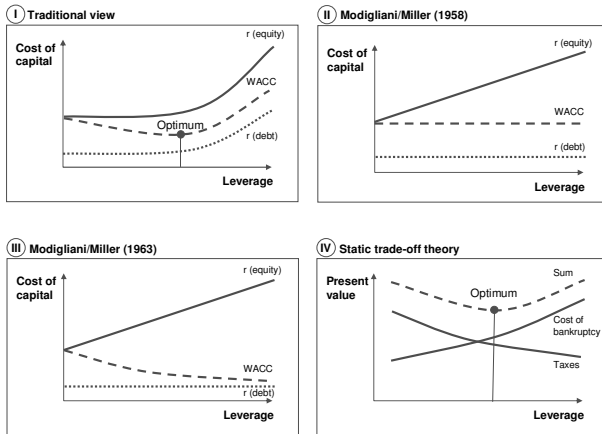 I Traditional view
Cost of
capital
r (equity)
WACC
Optimum
r (debt)
Leverage
II Modigliani/Miller (1958)
Cost of
capital
r (equity)
WACC
r (debt)
Leverage
III Modigliani/Miller (1963)
Cost of
capital
r (equity)
WACC
r (debt)
Leverage
IV Static trade-off theory
Present
value
Sum
Optimum
Cost of
bankruptcy
Taxes
Leverage